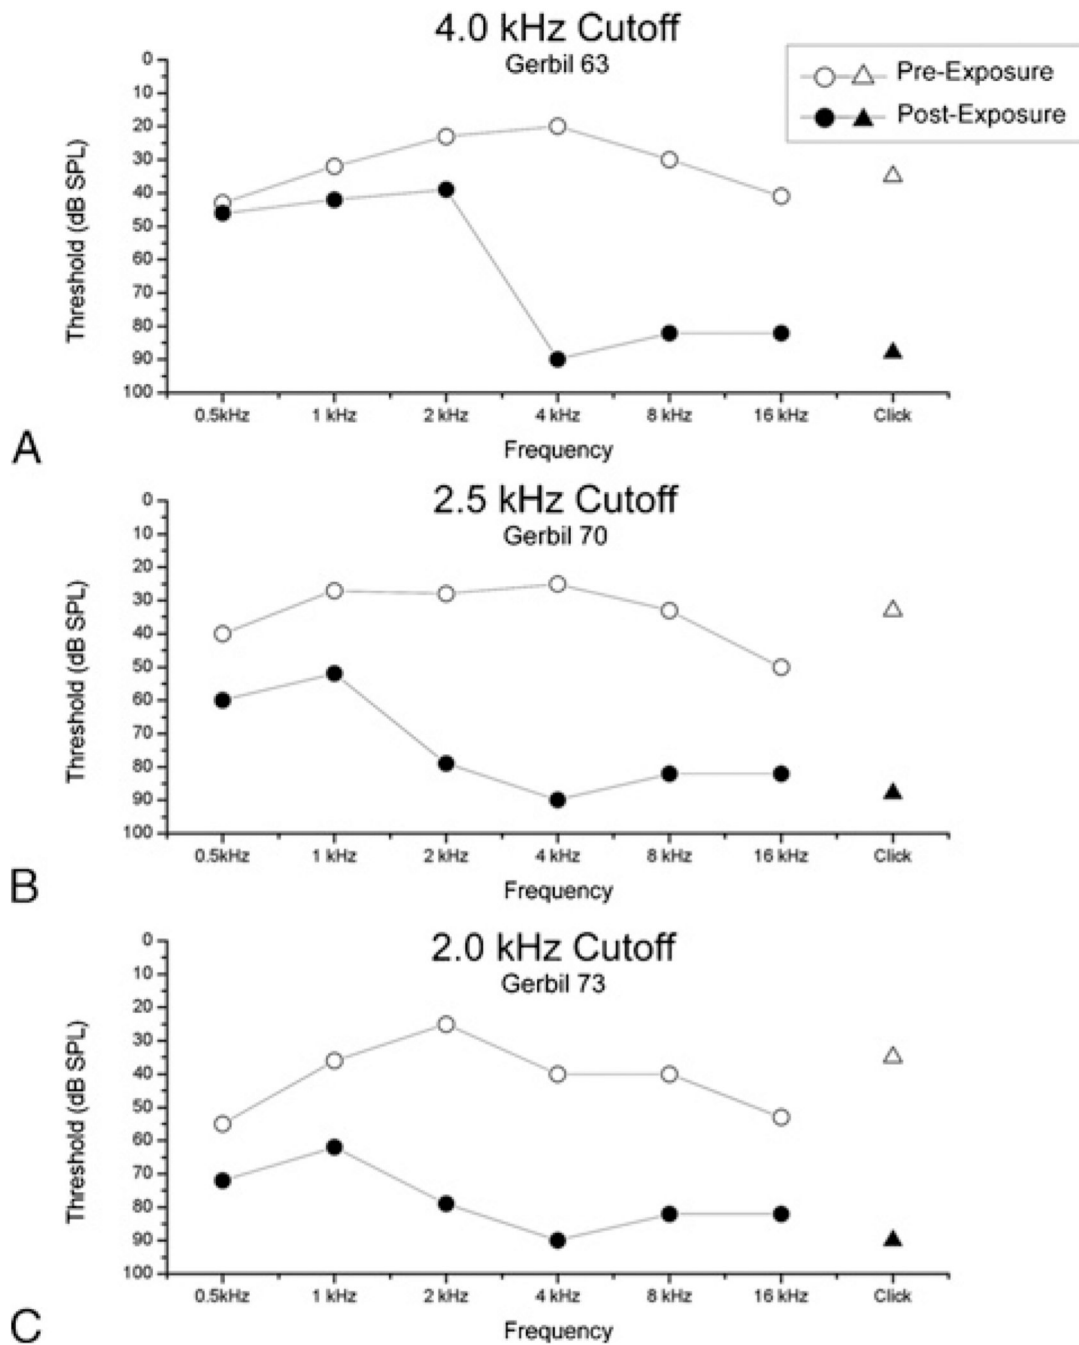 4.0 kHz Cutoff
Gerbil 63
Pre-Exposure
Post-Exposure
Threshold (dB SPL)
0
10
20
30
40
50
60
70
80
90
100
0.5kHz 1 kHz 2 kHz 4 kHz 8 kHz 16 kHz Click
Frequency
A
2.5 kHz Cutoff
Gerbil 70
Threshold (dB SPL)
0
10
20
30
40
50
60
70
80
90
100
0.5kHz 1 kHz 2 kHz 4 kHz 8 kHz 16 kHz Click
Frequency
B
2.0 kHz Cutoff
Gerbil 73
Threshold (dB SPL)
0
10
20
30
40
50
60
70
80
90
100
0.5kHz 1 kHz 2 kHz 4 kHz 8 kHz 16 kHz Click
Frequency
C